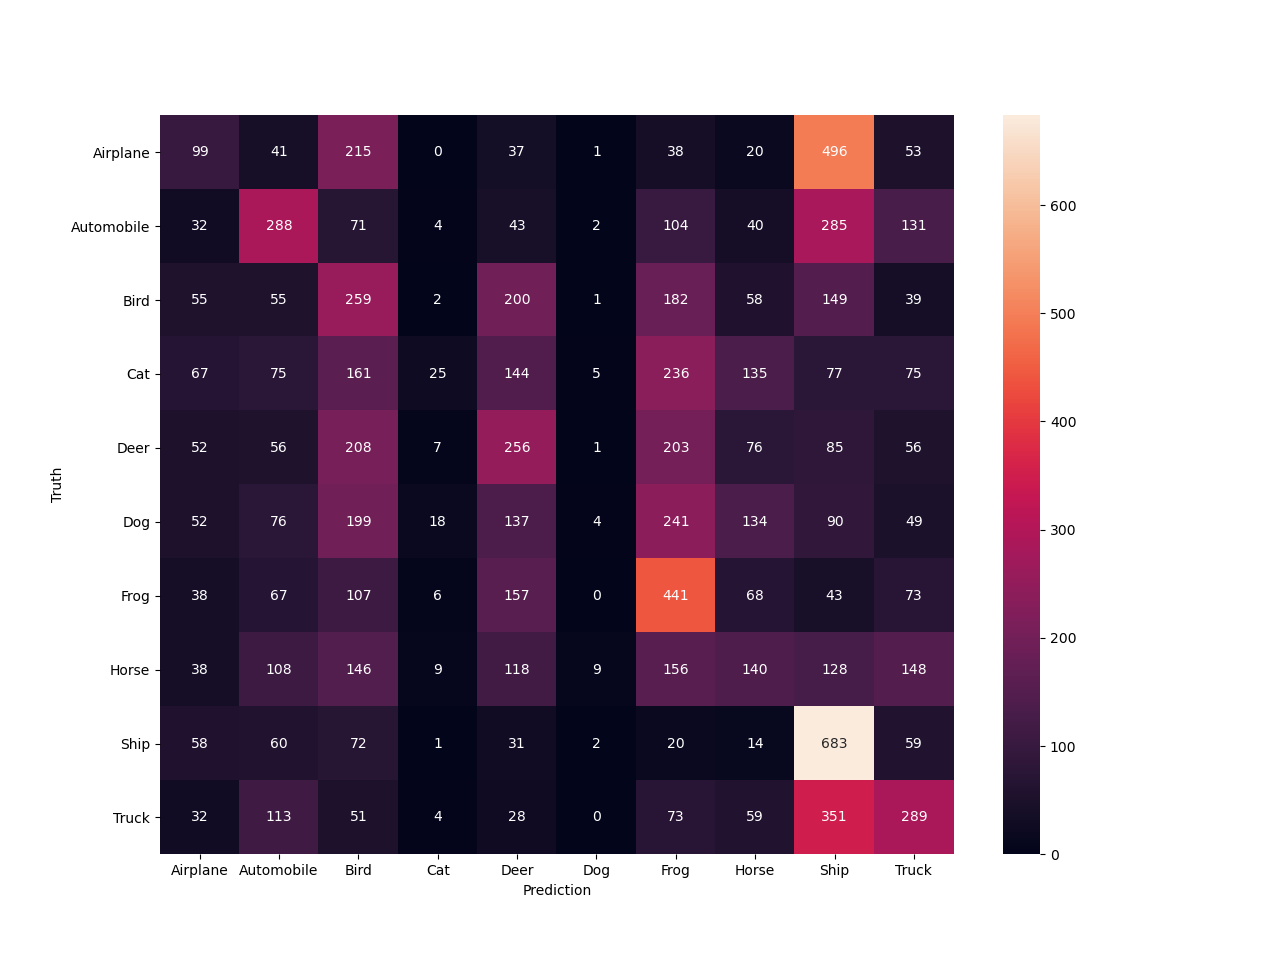 Airplane 99 41 215 0 37 1 38 20 496 53
Automobile 32 288 71 4 43 2 104 40 285 131
Bird 55 55 259 2 200 1 182 58 149 39
Cat 67 75 161 25 144 5 236 135 77 75
Deer 52 56 208 7 256 1 203 76 85 56
Dog 52 76 199 18 137 4 241 134 90 49
Frog 38 67 107 6 157 0 441 68 43 73
Horse 38 108 146 9 118 9 156 140 128 148
Ship 58 60 72 1 31 2 20 14 683 59
Truck 32 113 51 4 28 0 73 59 351 289
Airplane Automobile Bird Cat Deer Dog Frog Horse Ship Truck
Prediction
Truth
600
500
400
300
200
100
0